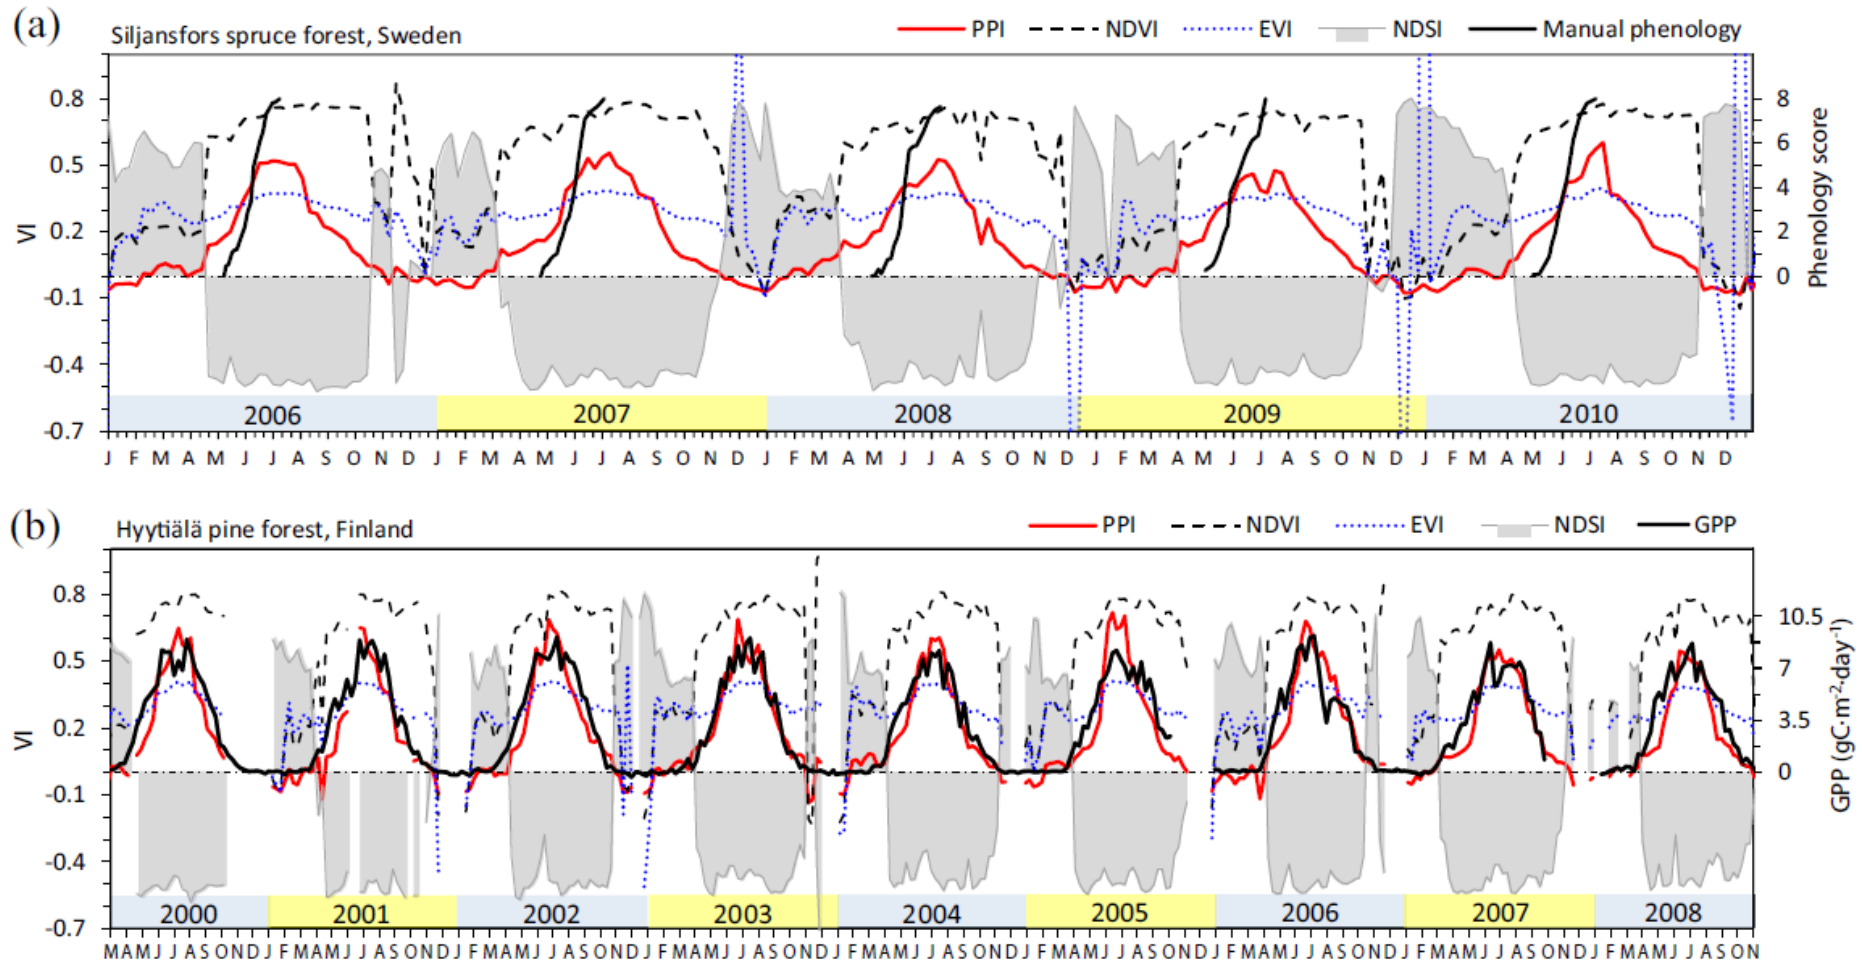 (a)
Siljansfors spruce forest, Sweden
PPI NDVI EVI NDSI Manual phenology
0.8
0.5
0.2
-0.1
-0.4
-0.7
VI
8
6
4
2
0
Phenology score
2006 2007 2008 2009 2010
J F M A M J J A S O N D J F M A M J J A S O N D J F M A M J J A S O N D J F M A M J J A S O N D J F M A M J J A S O N D
(b)
Hyytiälä pine forest, Finland
PPI NDVI EVI NDSI GPP
0.8
0.5
0.2
-0.1
-0.4
-0.7
VI
10.5
7
3.5
0
GPP (gC·m⁻²·day⁻¹)
2000 2001 2002 2003 2004 2005 2006 2007 2008
M A M J J A S O N D J F M A M J J A S O N D J F M A M J J A S O N D J F M A M J J A S O N D J F M A M J J A S O N D J F M A M J J A S O N D J F M A M J J A S O N D J F M A M J J A S O N D J F M A M J J A S O N